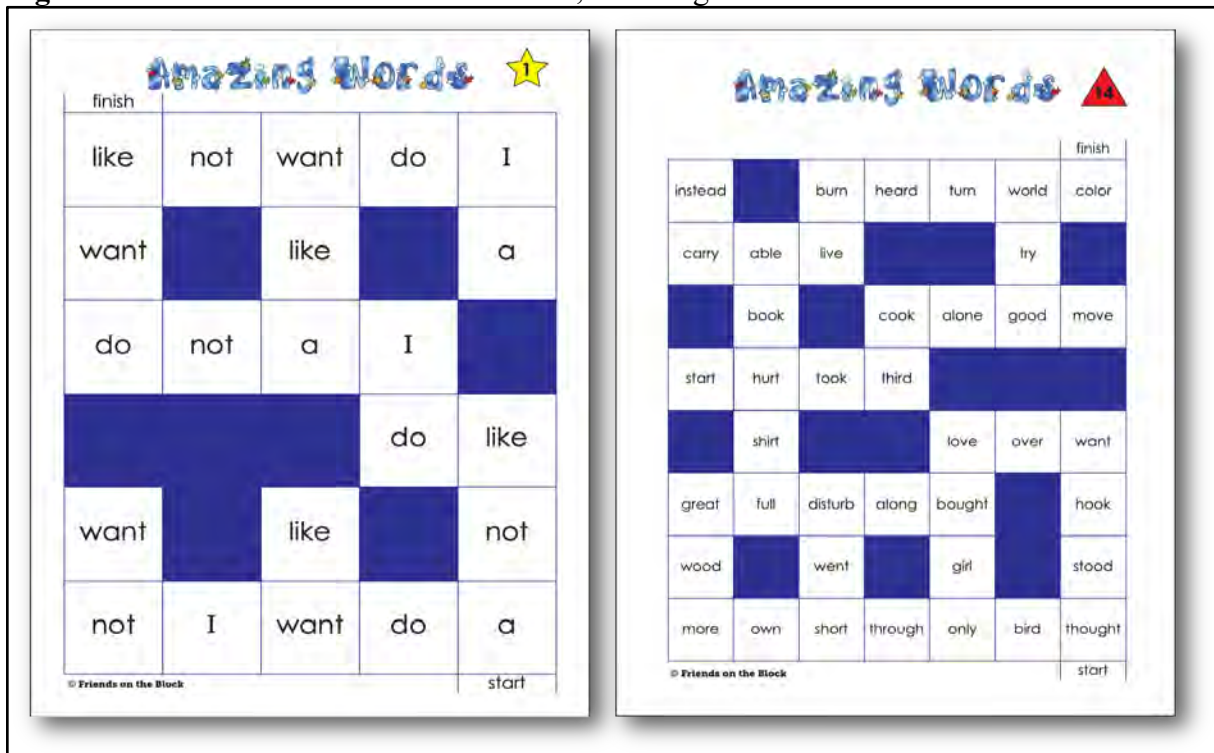 Amazing Words 1
finish
like not want do I
want like a
do not a I
do like
want like not
not I want do a
© Friends on the Block start
Amazing Words 14
finish
instead burn heard turn world color
carry able live try
book cook alone good move
start hurt took third
shirt love over want
great full disturb along bought hook
wood went girl stood
more own short through only bird thought
© Friends on the Block start